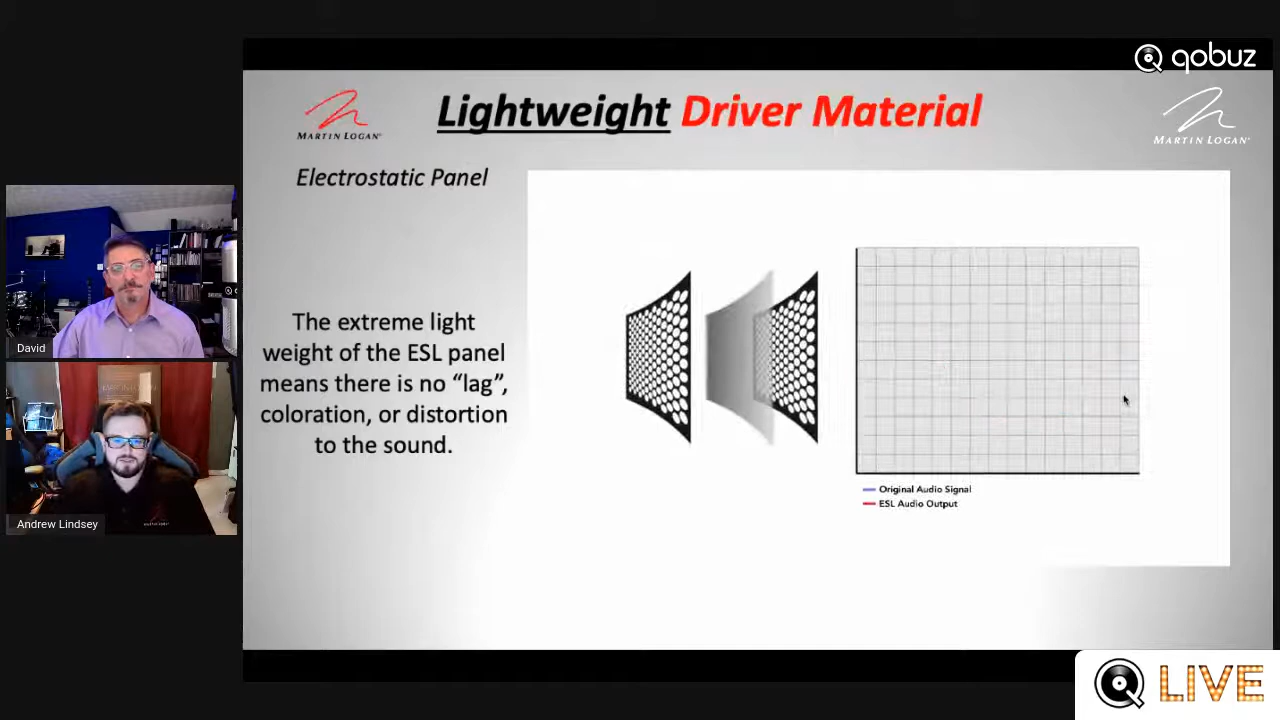 qobuz
Lightweight Driver Material
MARTIN LOGAN®
MARTIN LOGAN®
Electrostatic Panel
The extreme light
weight of the ESL panel
means there is no “lag”,
coloration, or distortion
to the sound.
Original Audio Signal
ESL Audio Output
David
Andrew Lindsey
LIVE